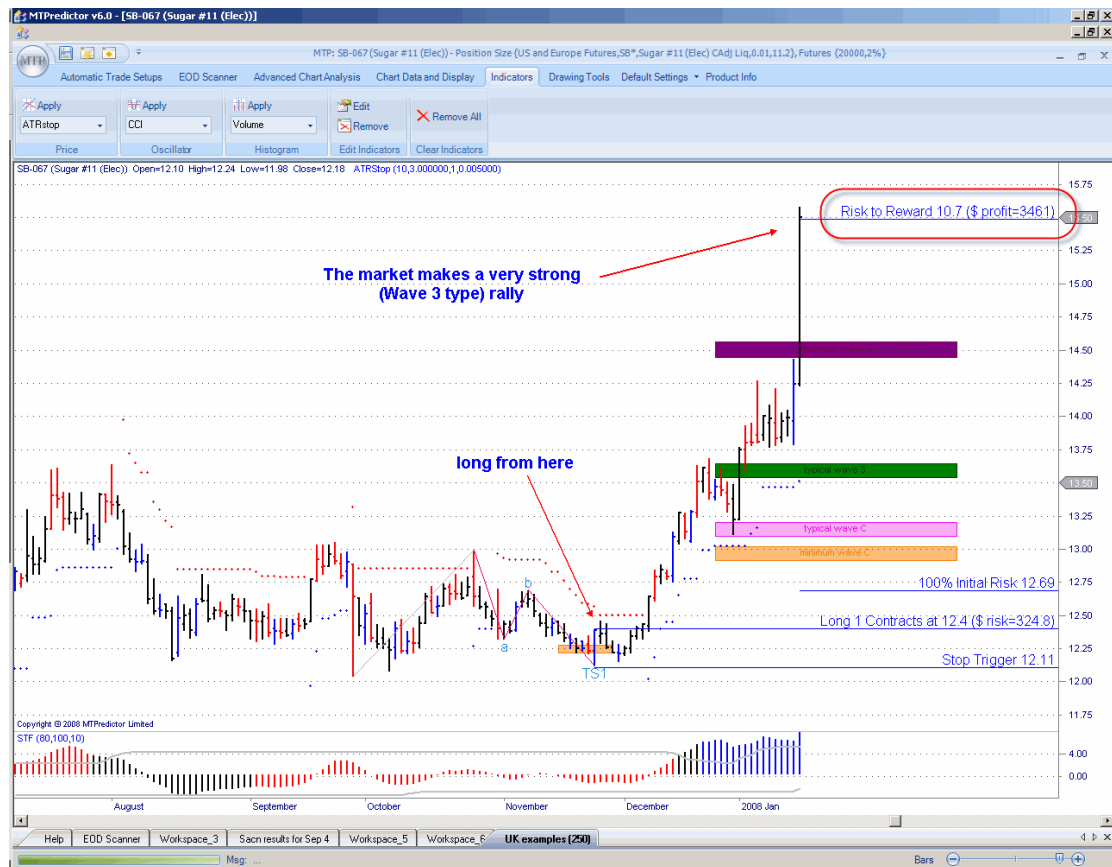 MTPredictor v6.0 - [SB-067 (Sugar #11 (Elec))]
MTP
MTP: SB-067 (Sugar #11 (Elec)) - Position Size {US and Europe Futures,SB*,Sugar #11 (Elec) CAdj Liq,0.01,11.2}, Futures {20000,2%}
Automatic Trade Setups EOD Scanner Advanced Chart Analysis Chart Data and Display Indicators Drawing Tools Default Settings Product Info
Apply Apply Apply Edit
ATRstop CCI Volume Remove Remove All
Price Oscillator Histogram Edit Indicators Clear Indicators
SB-067 (Sugar #11 (Elec)) Open=12.10 High=12.24 Low=11.98 Close=12.18 ATRStop (10,3.000000,1,0.005000)
15.75
Risk to Reward 10.7 ($ profit=3461)
15.50
The market makes a very strong
(Wave 3 type) rally
15.25
15.00
14.75
14.50
14.25
14.00
13.75
long from here
typical wave 3
13.50
13.25
typical wave C
13.00
minimum wave C
12.75
100% Initial Risk 12.69
b
12.50
Long 1 Contracts at 12.4 ($ risk=324.8)
a
12.25
Stop Trigger 12.11
TS1
12.00
11.75
Copyright © 2008 MTPredictor Limited
STF (80,100,10)
4.00
0.00
August September October November December 2008 Jan
Help EOD Scanner Workspace_3 Sacn results for Sep 4 Workspace_5 Workspace_6 UK examples (250)
Msg: ... Bars